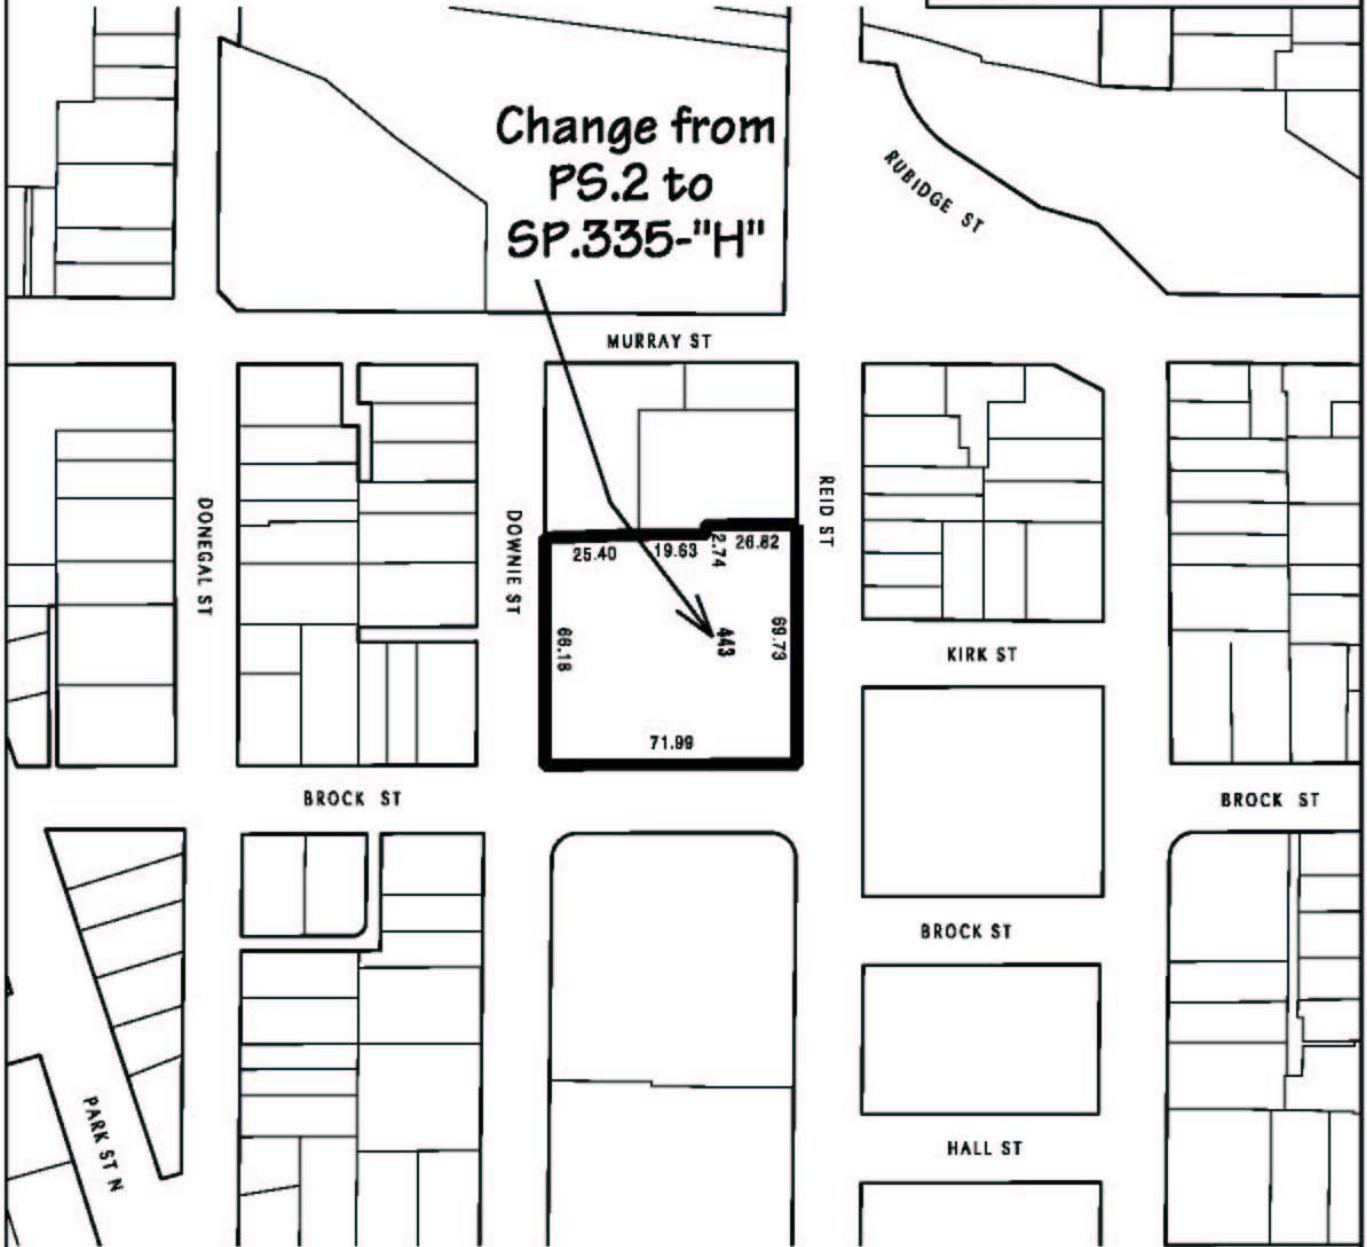 Change from
PS.2 to
SP.335-"H"
RUBIDGE ST
MURRAY ST
DONEGAL ST
DOWNIE ST
REID ST
25.40
19.63
2.74
26.82
66.18
443
69.73
KIRK ST
71.99
BROCK ST
BROCK ST
BROCK ST
PARK ST N
HALL ST